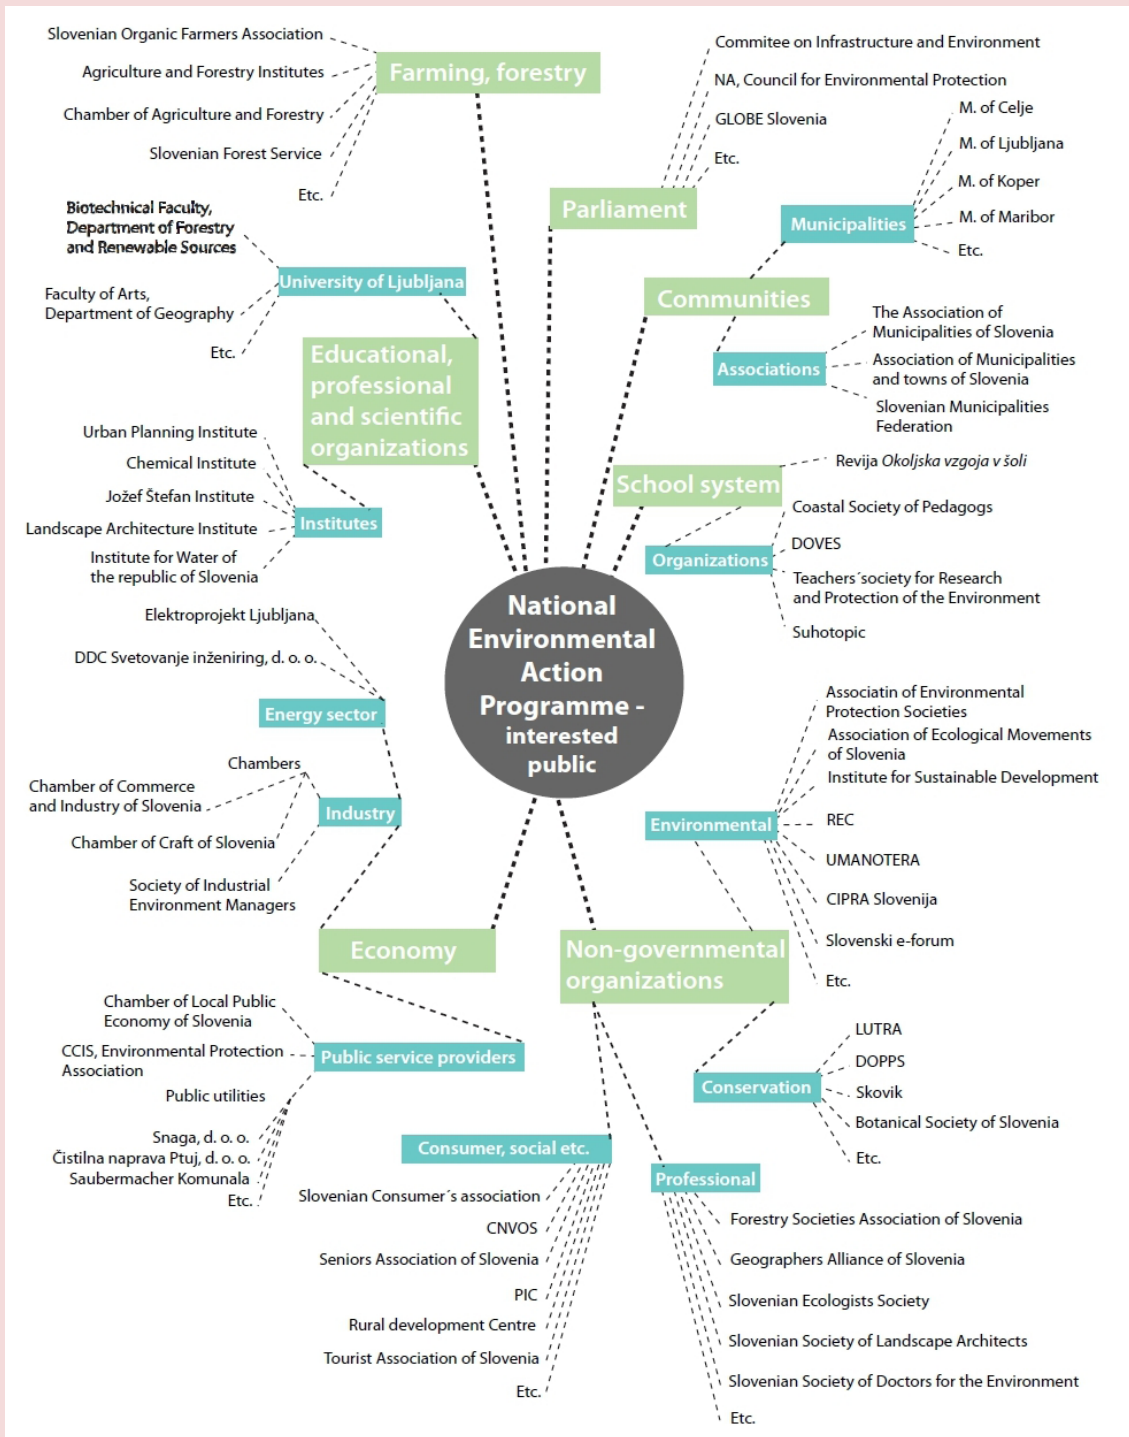 Slovenian Organic Farmers Association
Agriculture and Forestry Institutes
Chamber of Agriculture and Forestry
Slovenian Forest Service
Etc.
Farming, forestry
Commitee on Infrastructure and Environment
NA, Council for Environmental Protection
GLOBE Slovenia
Etc.
Parliament
M. of Celje
M. of Ljubljana
M. of Koper
M. of Maribor
Etc.
Municipalities
Communities
Associations
The Association of
Municipalities of Slovenia
Association of Municipalities
and towns of Slovenia
Slovenian Municipalities
Federation
Biotechnical Faculty,
Department of Forestry
and Renewable Sources
Faculty of Arts,
Department of Geography
Etc.
University of Ljubljana
Educational,
professional
and scientific
organizations
Urban Planning Institute
Chemical Institute
Jožef Štefan Institute
Landscape Architecture Institute
Institute for Water of
the republic of Slovenia
Institutes
School system
Revija Okoljska vzgoja v šoli
Organizations
Coastal Society of Pedagogs
DOVES
Teachers´society for Research
and Protection of the Environment
Suhotopic
National
Environmental
Action
Programme -
interested
public
Elektroprojekt Ljubljana
DDC Svetovanje inženiring, d. o. o.
Energy sector
Chambers
Chamber of Commerce
and Industry of Slovenia
Chamber of Craft of Slovenia
Society of Industrial
Environment Managers
Industry
Economy
Chamber of Local Public
Economy of Slovenia
CCIS, Environmental Protection
Association
Public utilities
Snaga, d. o. o.
Čistilna naprava Ptuj, d. o. o.
Saubermacher Komunala
Etc.
Public service providers
Associatin of Environmental
Protection Societies
Association of Ecological Movements
of Slovenia
Institute for Sustainable Development
REC
UMANOTERA
CIPRA Slovenija
Slovenski e-forum
Etc.
Environmental
Non-governmental
organizations
Conservation
LUTRA
DOPPS
Skovik
Botanical Society of Slovenia
Etc.
Consumer, social etc.
Slovenian Consumer´s association
CNVOS
Seniors Association of Slovenia
PIC
Rural development Centre
Tourist Association of Slovenia
Etc.
Professional
Forestry Societies Association of Slovenia
Geographers Alliance of Slovenia
Slovenian Ecologists Society
Slovenian Society of Landscape Architects
Slovenian Society of Doctors for the Environment
Etc.